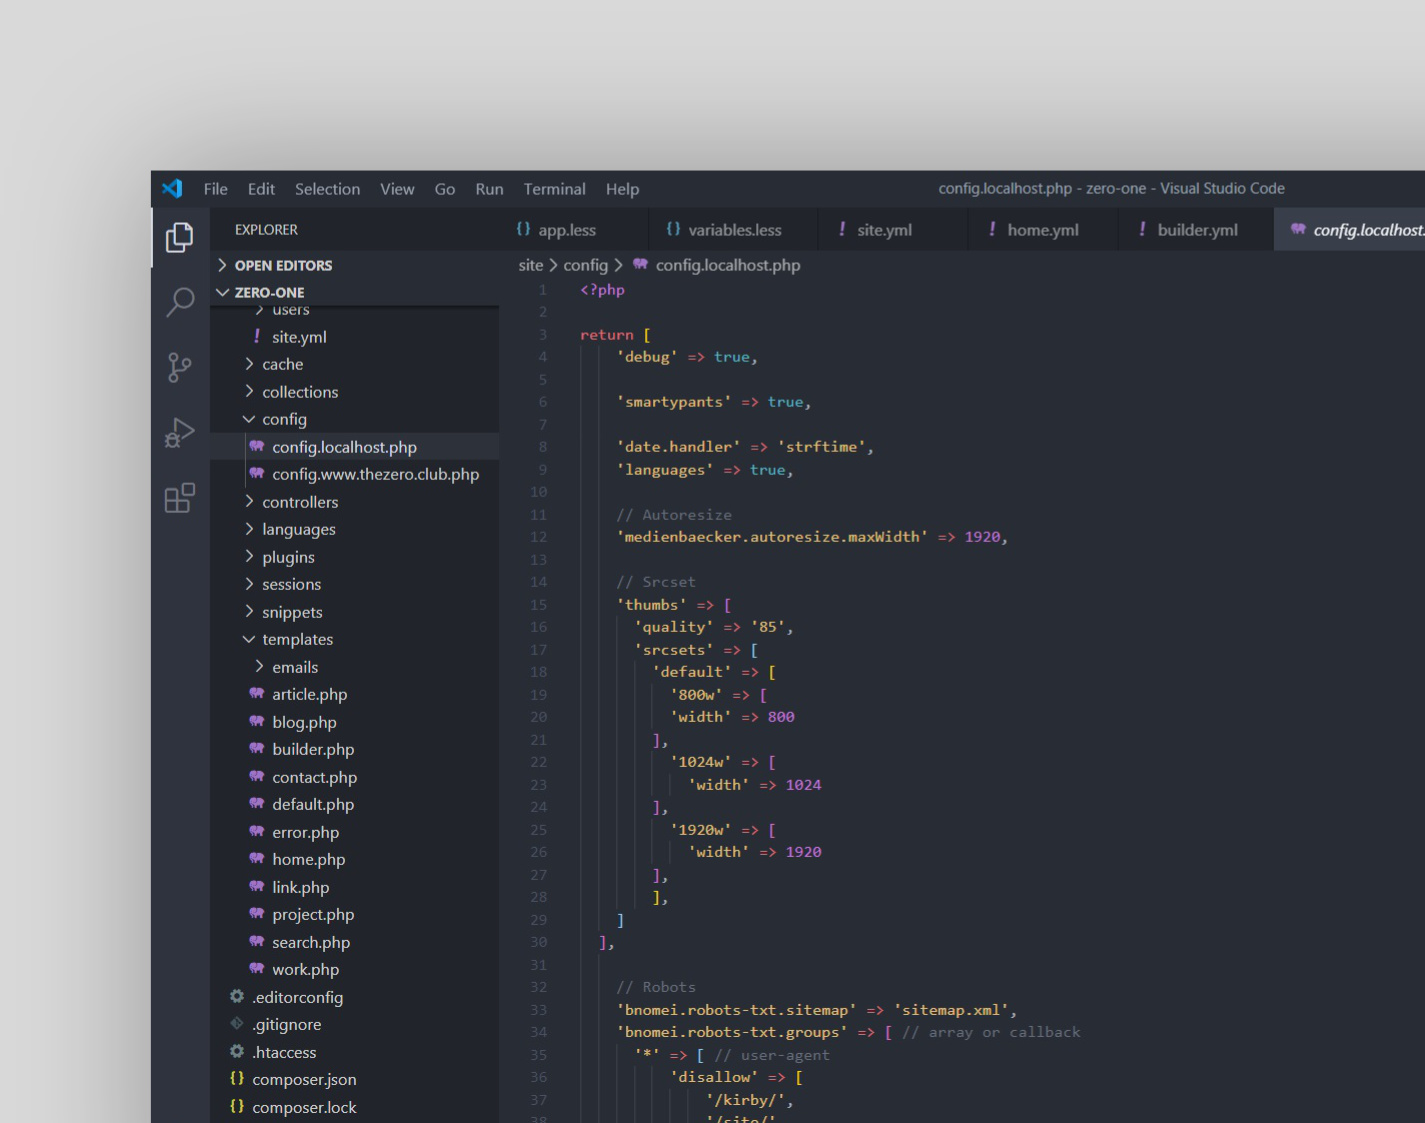 File Edit Selection View Go Run Terminal Help config.localhost.php - zero-one - Visual Studio Code
EXPLORER
OPEN EDITORS
ZERO-ONE
users
! site.yml
cache
collections
config
config.localhost.php
config.www.thezero.club.php
controllers
languages
plugins
sessions
snippets
templates
emails
article.php
blog.php
builder.php
contact.php
default.php
error.php
home.php
link.php
project.php
search.php
work.php
.editorconfig
.gitignore
.htaccess
{} composer.json
{} composer.lock
{} app.less {} variables.less ! site.yml ! home.yml ! builder.yml config.localhost.
site > config > config.localhost.php
1 <?php
2
3 return [
4 'debug' => true,
5
6 'smartypants' => true,
7
8 'date.handler' => 'strftime',
9 'languages' => true,
10
11 // Autoresize
12 'medienbaecker.autoresize.maxWidth' => 1920,
13
14 // Srcset
15 'thumbs' => [
16 'quality' => '85',
17 'srcsets' => [
18 'default' => [
19 '800w' => [
20 'width' => 800
21 ],
22 '1024w' => [
23 'width' => 1024
24 ],
25 '1920w' => [
26 'width' => 1920
27 ],
28 ],
29 ]
30 ],
31
32 // Robots
33 'bnomei.robots-txt.sitemap' => 'sitemap.xml',
34 'bnomei.robots-txt.groups' => [ // array or callback
35 '*' => [ // user-agent
36 'disallow' => [
37 '/kirby/',
38 '/site/'